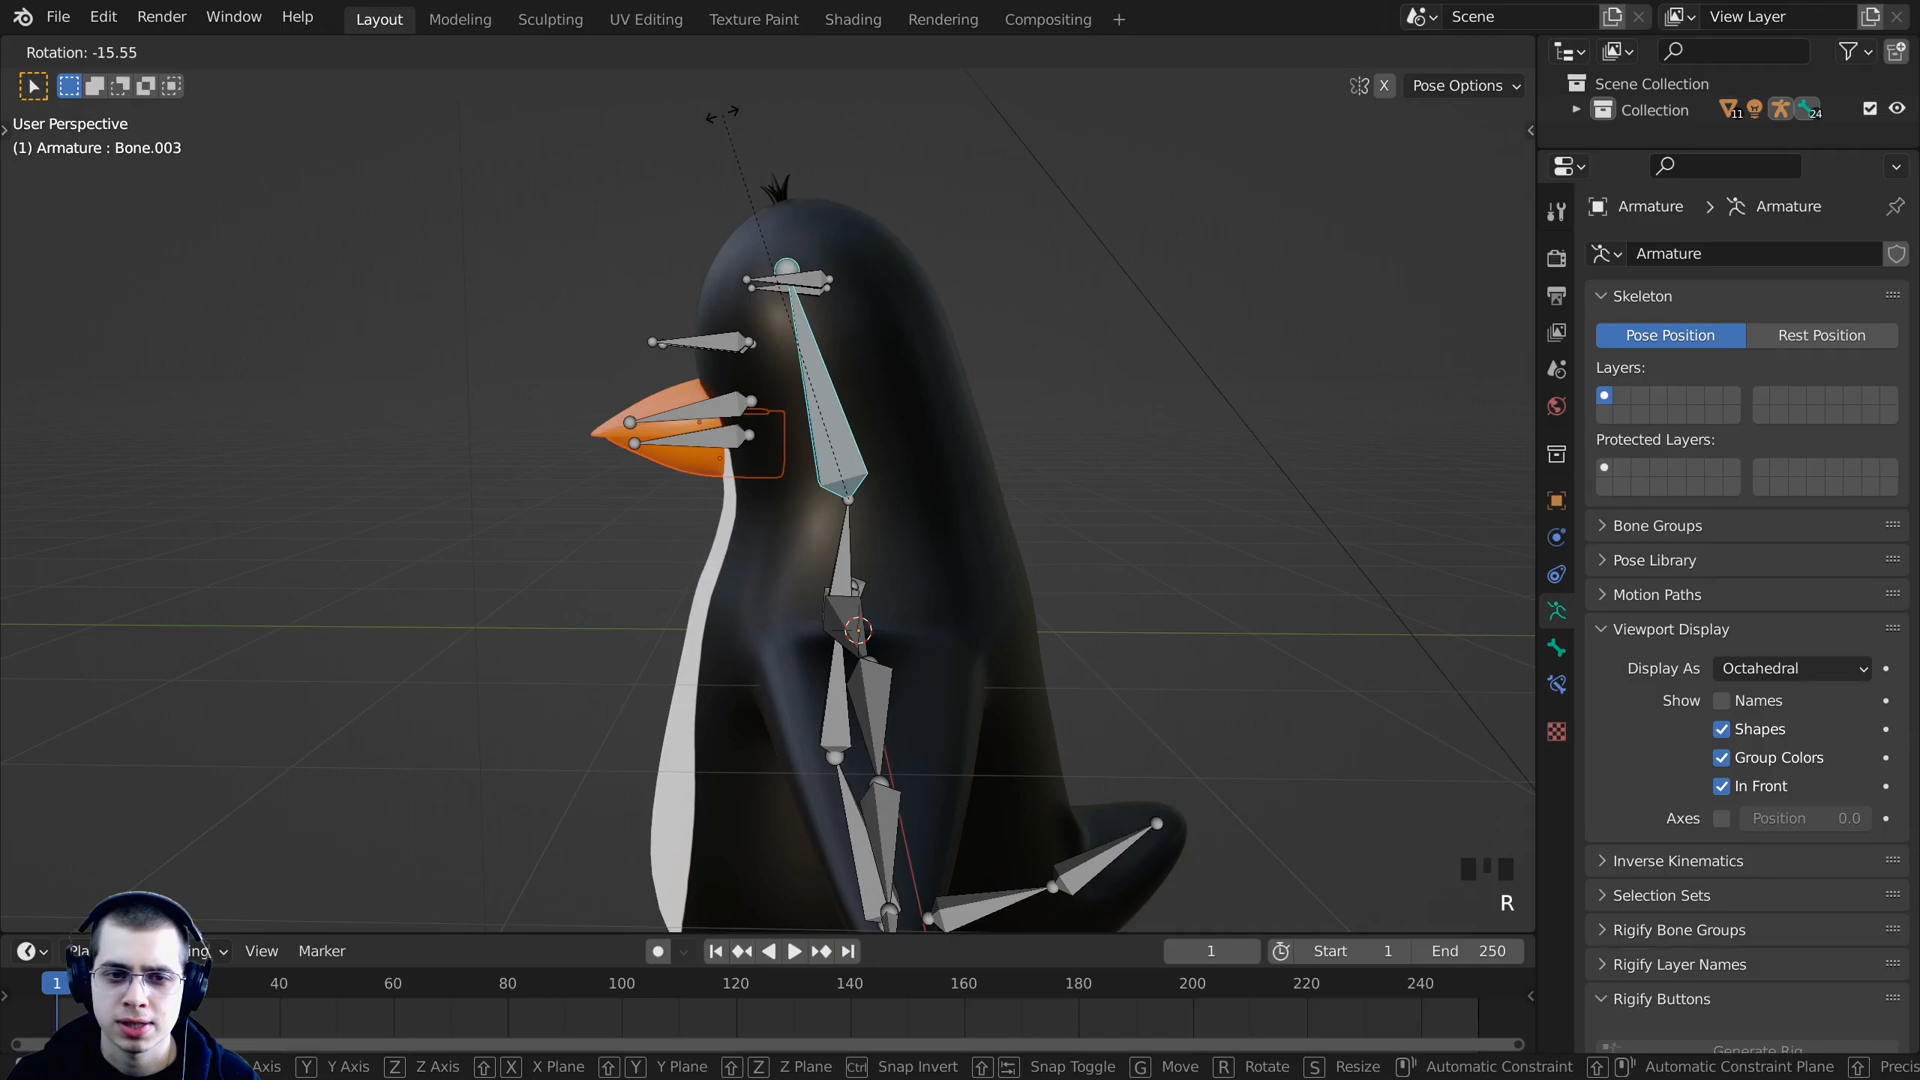 File Edit Render Window Help Layout Modeling Sculpting UV Editing Texture Paint Shading Rendering Compositing + Scene View Layer
Rotation: -15.55
X Pose Options
User Perspective
(1) Armature : Bone.003
Scene Collection
Collection 11 24
Armature > Armature
Armature
Skeleton
Pose Position Rest Position
Layers:
Protected Layers:
Bone Groups
Pose Library
Motion Paths
Viewport Display
Display As Octahedral
Show Names
Shapes
Group Colors
In Front
Axes Position 0.0
Inverse Kinematics
Selection Sets
Rigify Bone Groups
Rigify Layer Names
Rigify Buttons
Generate Rig
R
View Marker 1 Start 1 End 250
1 40 60 80 100 120 140 160 180 200 220 240
Axis Y Y Axis Z Z Axis X X Plane Y Y Plane Z Z Plane Ctrl Snap Invert Snap Toggle G Move R Rotate S Resize Automatic Constraint Automatic Constraint Plane